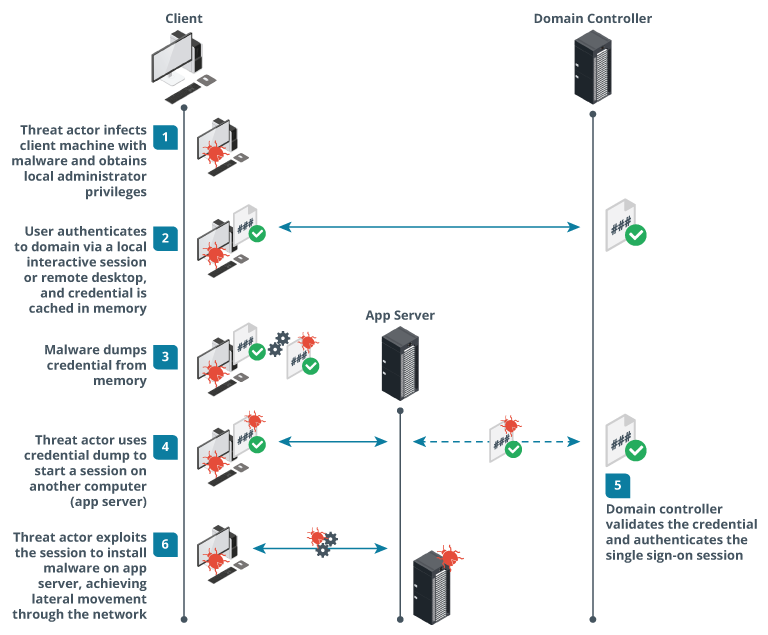 Client
Domain Controller
1
Threat actor infects
client machine with
malware and obtains
local administrator
privileges
2
User authenticates
to domain via a local
interactive session
or remote desktop,
and credential is
cached in memory
###
###
App Server
3
Malware dumps
credential from
memory
###
###
4
Threat actor uses
credential dump to
start a session on
another computer
(app server)
###
###
###
5
Domain controller
validates the credential
and authenticates the
single sign-on session
6
Threat actor exploits
the session to install
malware on app
server, achieving
lateral movement
through the network